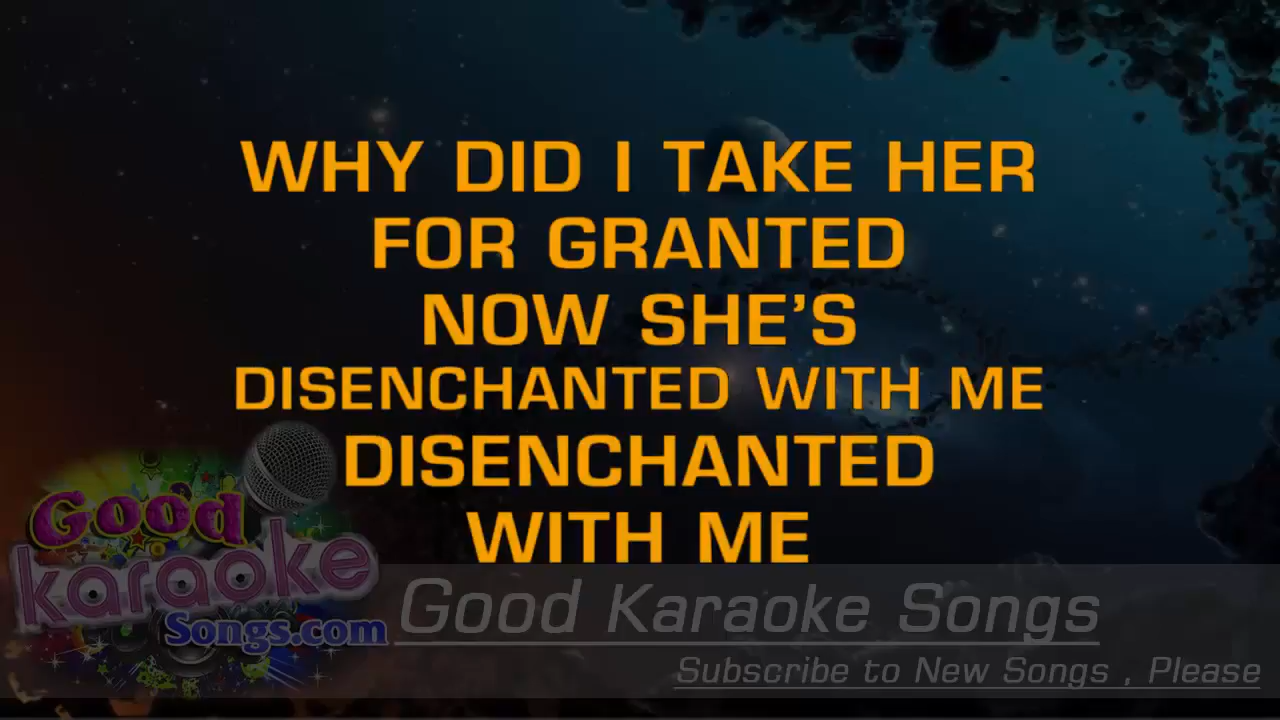 WHY DID I TAKE HER
FOR GRANTED
NOW SHE'S
DISENCHANTED WITH ME
DISENCHANTED
WITH ME
Good
karaoke
Songs.com
Good Karaoke Songs
Subscribe to New Songs , Please